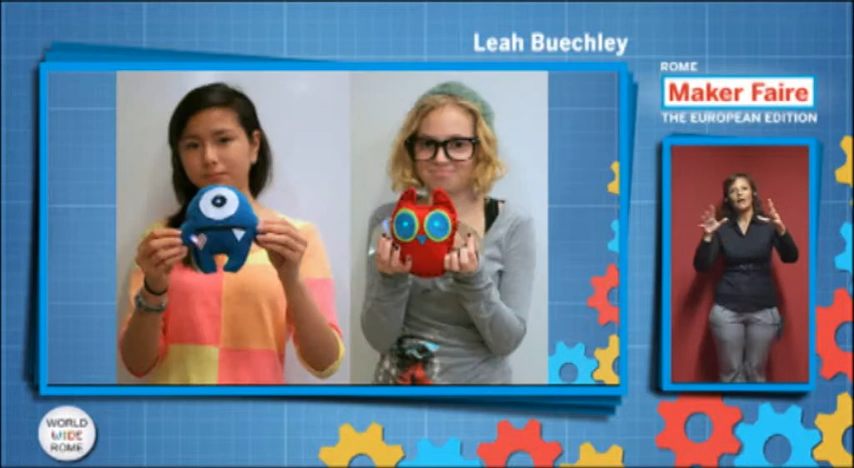 Leah Buechley
ROME
Maker Faire
THE EUROPEAN EDITION
WORLD
WIDE
ROME